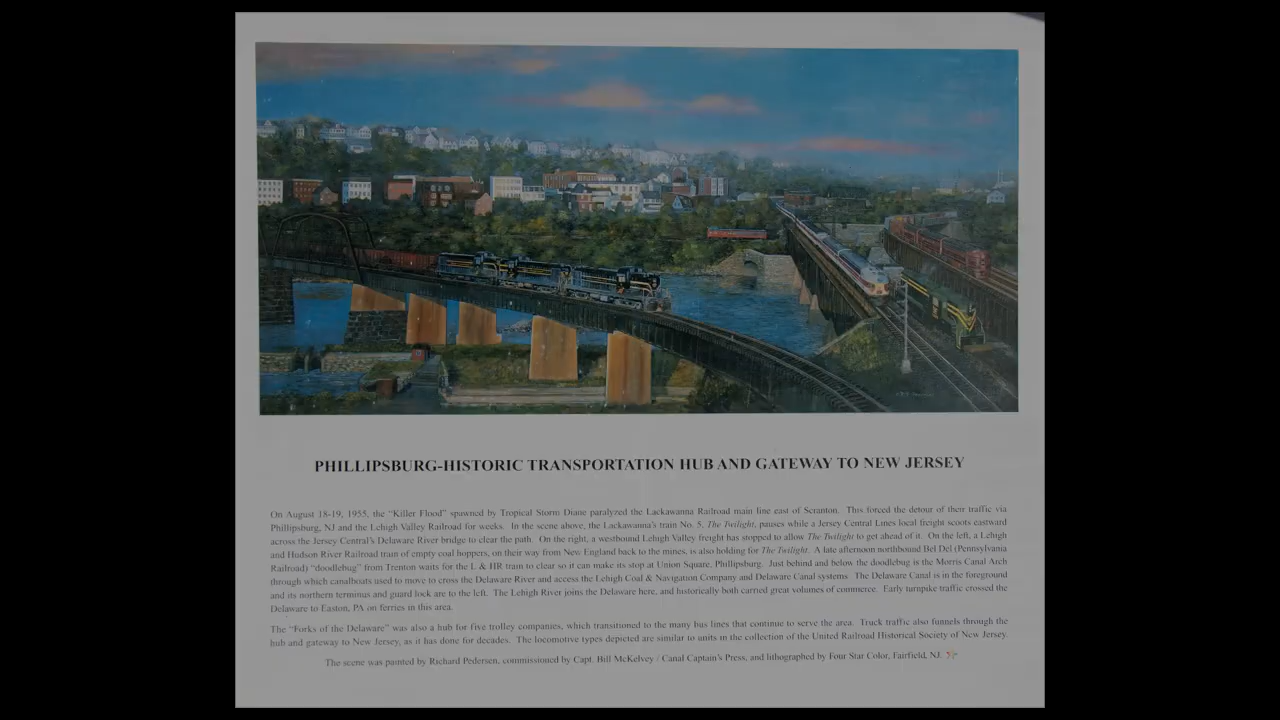 PHILLIPSBURG-HISTORIC TRANSPORTATION HUB AND GATEWAY TO NEW JERSEY
On August 18-19, 1955, the "Killer Flood" spawned by Tropical Storm Diane paralyzed the Lackawanna Railroad main line east of Scranton. This forced the detour of their traffic via
Phillipsburg, NJ and the Lehigh Valley Railroad for weeks. In the scene above, the Lackawanna's train No. 5, The Twilight, pauses while a Jersey Central Lines local freight scoots eastward
across the Jersey Central's Delaware River bridge to clear the path. On the right, a westbound Lehigh Valley freight has stopped to allow The Twilight to get ahead of it. On the left, a Lehigh
and Hudson River Railroad train of empty coal hoppers, on their way from New England back to the mines, is also holding for The Twilight. A late afternoon northbound Bel Del (Pennsylvania
Railroad) "doodlebug" from Trenton waits for the L & HR train to clear so it can make its stop at Union Square, Phillipsburg. Just behind and below the doodlebug is the Morris Canal Arch
through which canalboats used to move to cross the Delaware River and access the Lehigh Coal & Navigation Company and Delaware Canal systems. The Delaware Canal is in the foreground
and its northern terminus and guard lock are to the left. The Lehigh River joins the Delaware here, and historically both carried great volumes of commerce. Early turnpike traffic crossed the
Delaware to Easton, PA on ferries in this area.
The "Forks of the Delaware" was also a hub for five trolley companies, which transitioned to the many bus lines that continue to serve the area. Truck traffic also funnels through the
hub and gateway to New Jersey, as it has done for decades. The locomotive types depicted are similar to units in the collection of the United Railroad Historical Society of New Jersey.
The scene was painted by Richard Pedersen, commissioned by Capt. Bill McKelvey / Canal Captain's Press, and lithographed by Four Star Color, Fairfield, NJ.